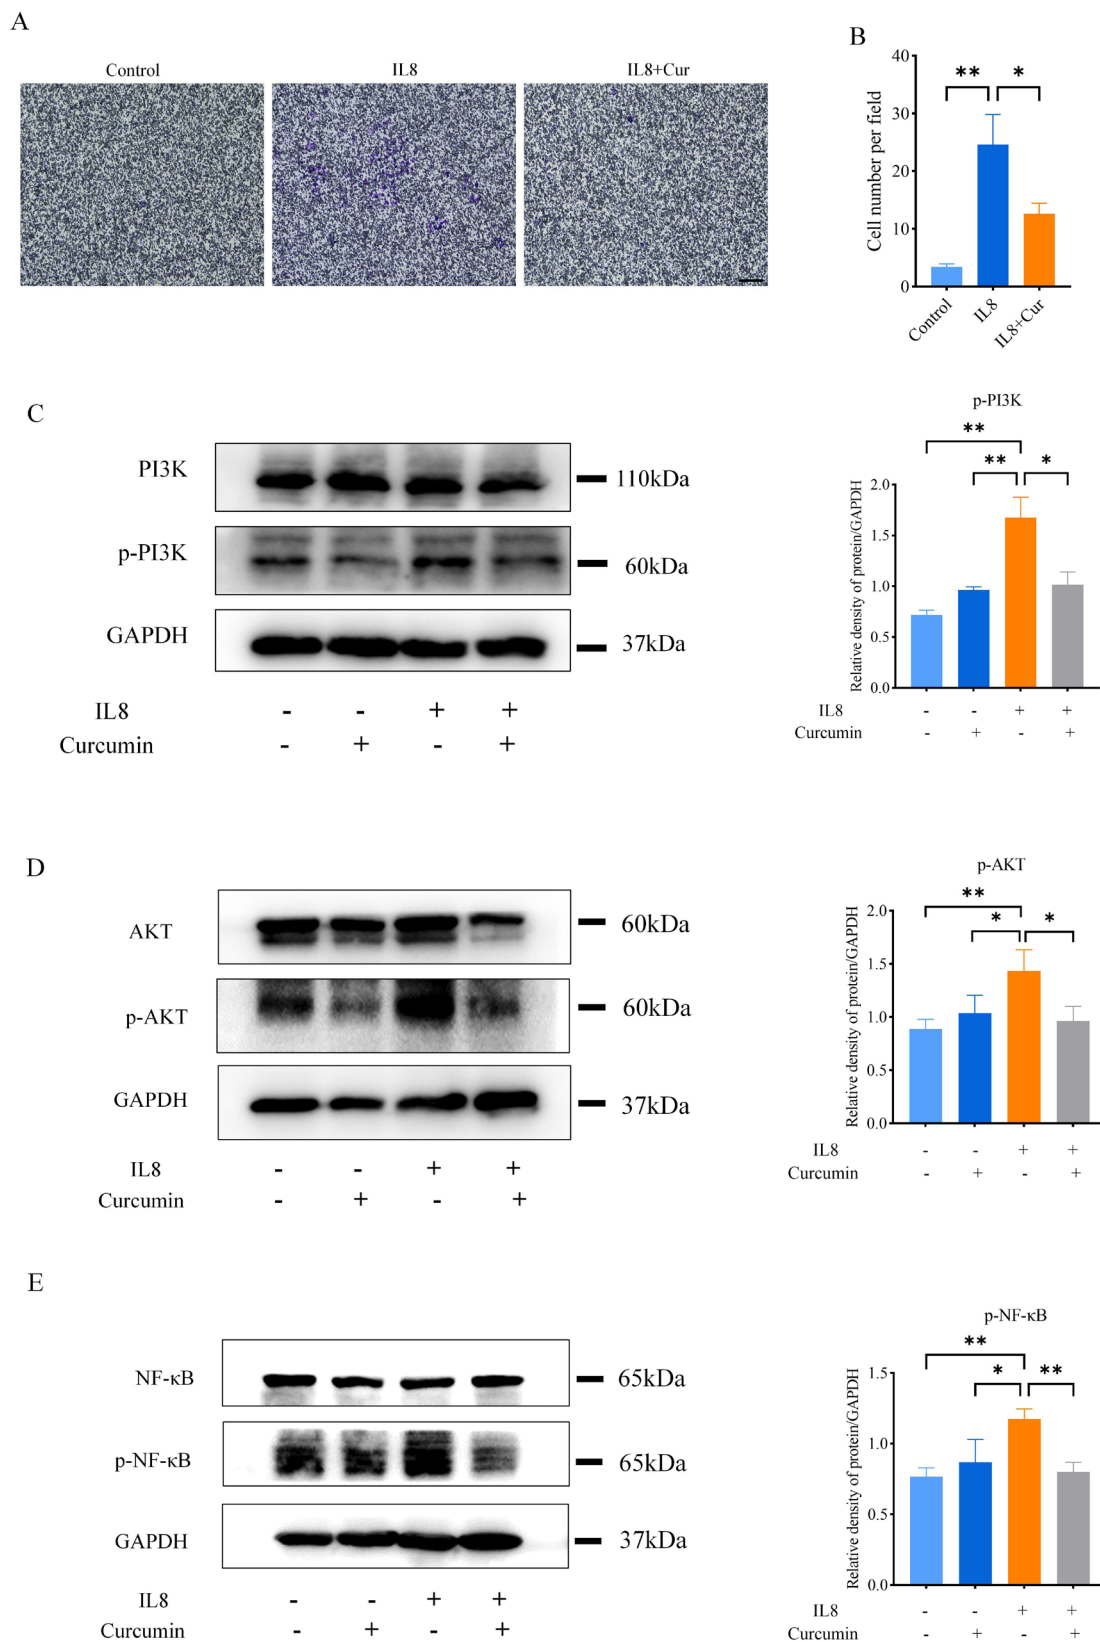 A
Control IL8 IL8+Cur
B
40
30
20
10
0
Cell number per field
** *
Control IL8 IL8+Cur
C
PI3K 110kDa
p-PI3K 60kDa
GAPDH 37kDa
IL8 - - + +
Curcumin - + - +
p-PI3K
**
** *
2.0
1.5
1.0
0.5
0.0
Relative density of protein/GAPDH
IL8 - - + +
Curcumin - + - +
D
AKT 60kDa
p-AKT 60kDa
GAPDH 37kDa
IL8 - - + +
Curcumin - + - +
p-AKT
**
* *
2.0
1.5
1.0
0.5
0.0
Relative density of protein/GAPDH
IL8 - - + +
Curcumin - + - +
E
NF-κB 65kDa
p-NF-κB 65kDa
GAPDH 37kDa
IL8 - - + +
Curcumin - + - +
p-NF-κB
**
* **
1.5
1.0
0.5
0.0
Relative density of protein/GAPDH
IL8 - - + +
Curcumin - + - +